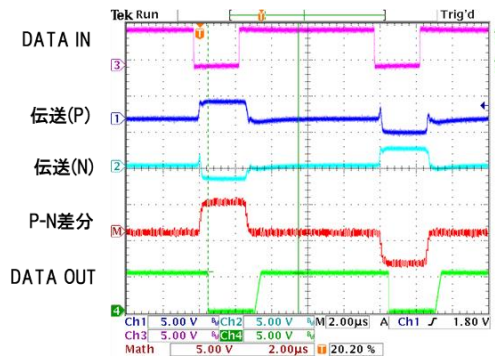 Tek Run
Trig'd
T
DATA IN
3
伝送(P)
1
伝送(N)
2
P-N差分
M
DATA OUT
4
Ch1 5.00 V Ch2 5.00 V M 2.00µs A Ch1 1.80 V
Ch3 5.00 V Ch4 5.00 V
Math 5.00 V 2.00µs T 20.20 %